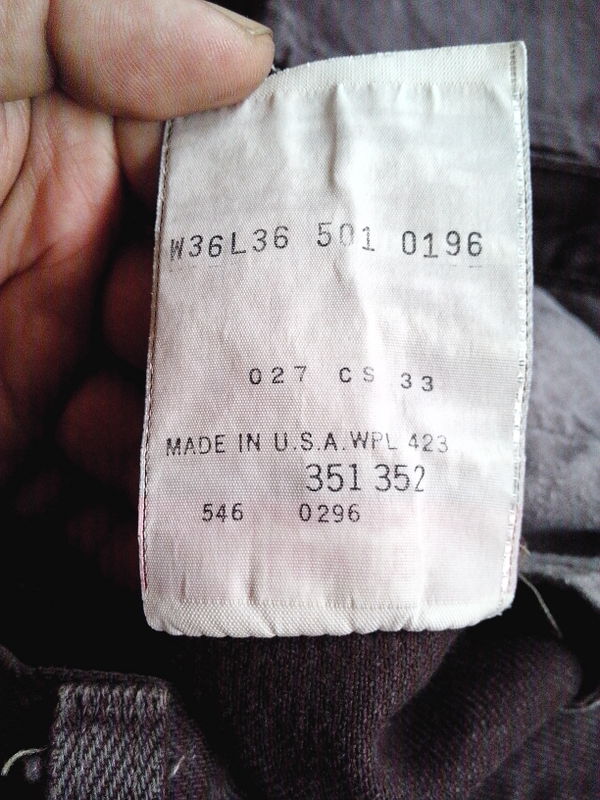 W36L36 501 0196
027 CS 33
MADE IN U.S.A. WPL 423
351 352
546 0296